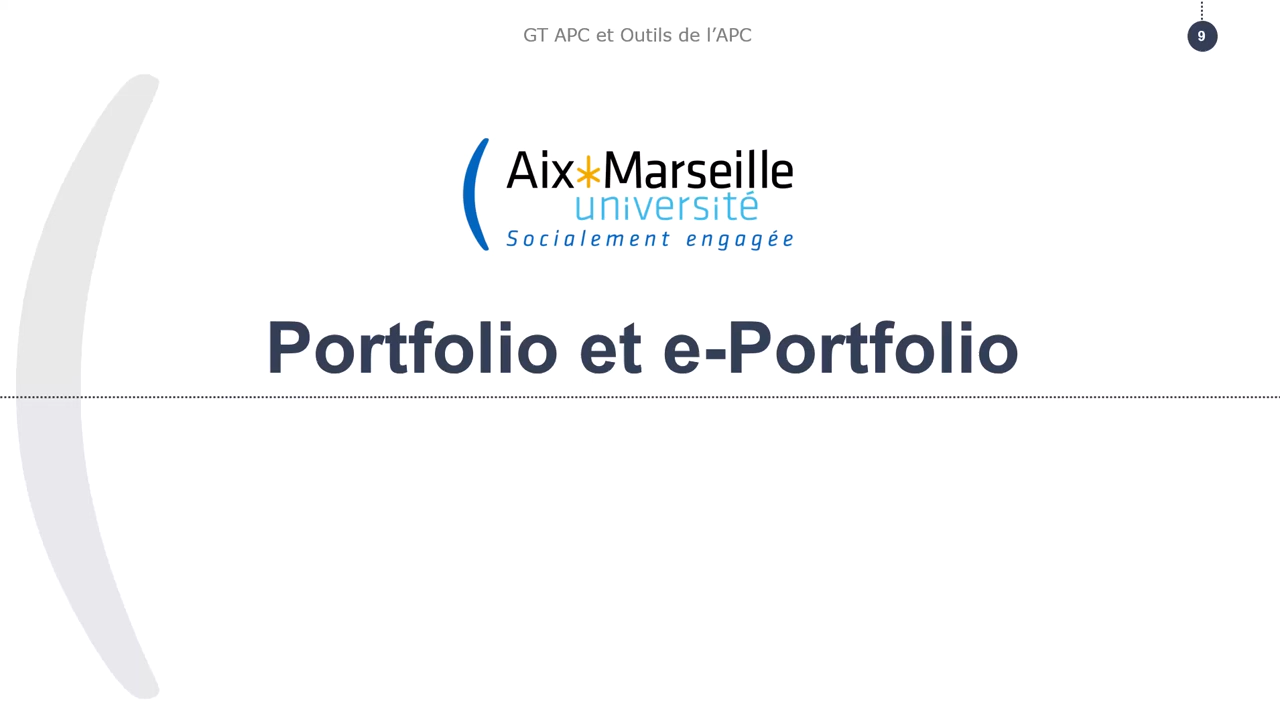 GT APC et Outils de l’APC
9
Aix*Marseille
université
Socialement engagée
Portfolio et e-Portfolio